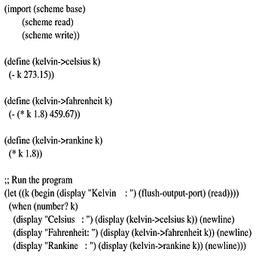 (import (scheme base)
(scheme read)
(scheme write))
(define (kelvin->celsius k)
(- k 273.15))
(define (kelvin->fahrenheit k)
(- (* k 1.8) 459.67))
(define (kelvin->rankine k)
(* k 1.8))
;; Run the program
(let ((k (begin (display "Kelvin    : ") (flush-output-port) (read))))
(when (number? k)
(display "Celsius   : ") (display (kelvin->celsius k)) (newline)
(display "Fahrenheit: ") (display (kelvin->fahrenheit k)) (newline)
(display "Rankine   : ") (display (kelvin->rankine k)) (newline)))